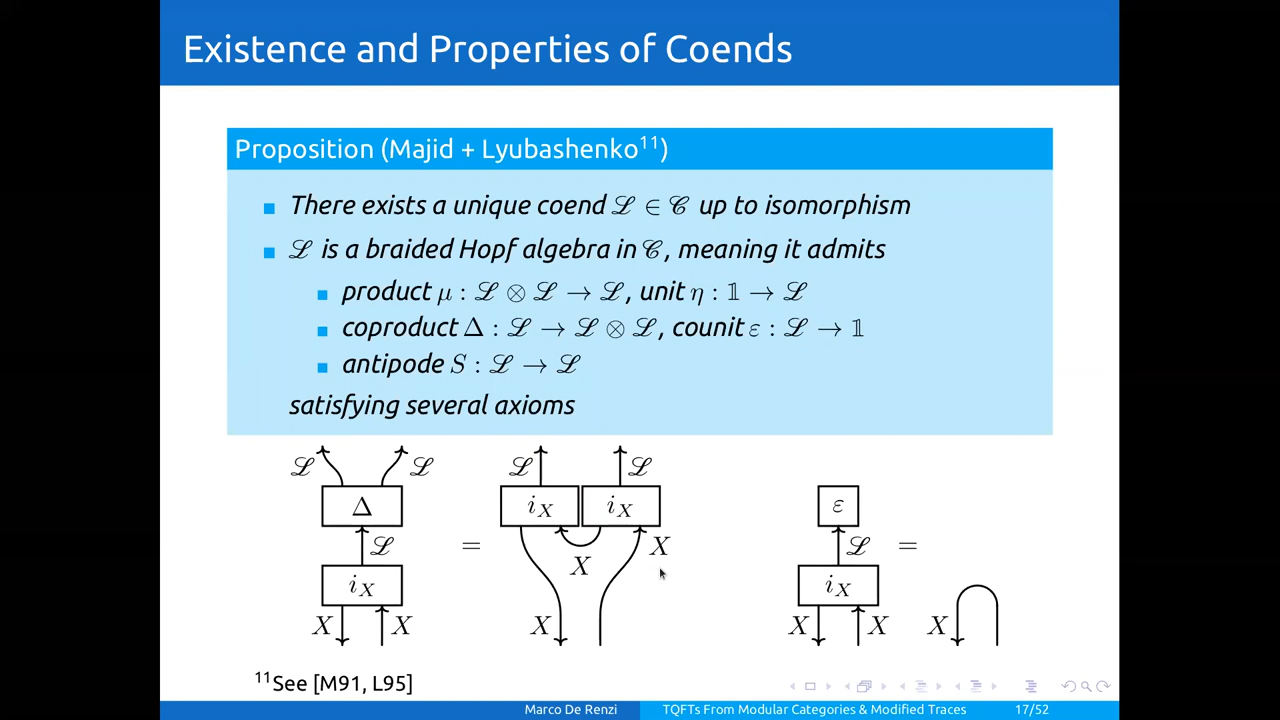 Existence and Properties of Coends
Proposition (Majid + Lyubashenko¹¹)
There exists a unique coend ℒ ∈ 𝒞 up to isomorphism
ℒ is a braided Hopf algebra in 𝒞, meaning it admits
product μ : ℒ ⊗ ℒ → ℒ, unit η : 𝟙 → ℒ
coproduct Δ : ℒ → ℒ ⊗ ℒ, counit ε : ℒ → 𝟙
antipode S : ℒ → ℒ
satisfying several axioms
ℒ ℒ ℒ ℒ
Δ i_X i_X ε
ℒ = X ℒ =
i_X X i_X
X X X X X X
¹¹See [M91, L95]
Marco De Renzi TQFTs From Modular Categories & Modified Traces 17/52